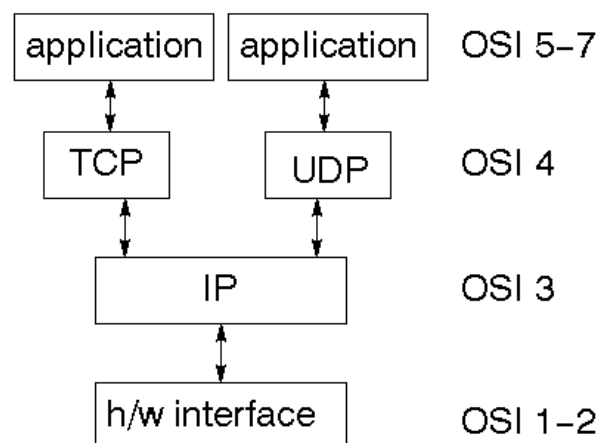 application application OSI 5–7
TCP UDP OSI 4
IP OSI 3
h/w interface OSI 1–2